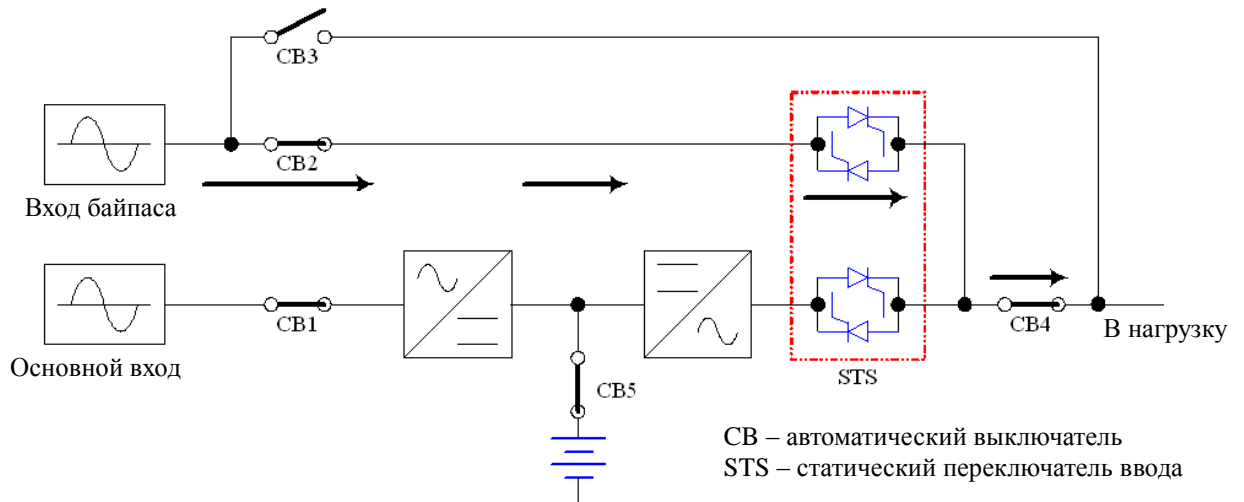 CB3
CB2
Вход байпаса
CB1
Основной вход
CB5
STS
CB4
В нагрузку
CB – автоматический выключатель
STS – статический переключатель ввода